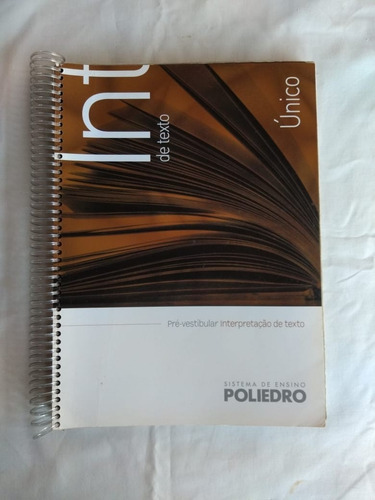 Int
de texto
Único
Pré-vestibular Interpretação de texto
SISTEMA DE ENSINO
POLIEDRO